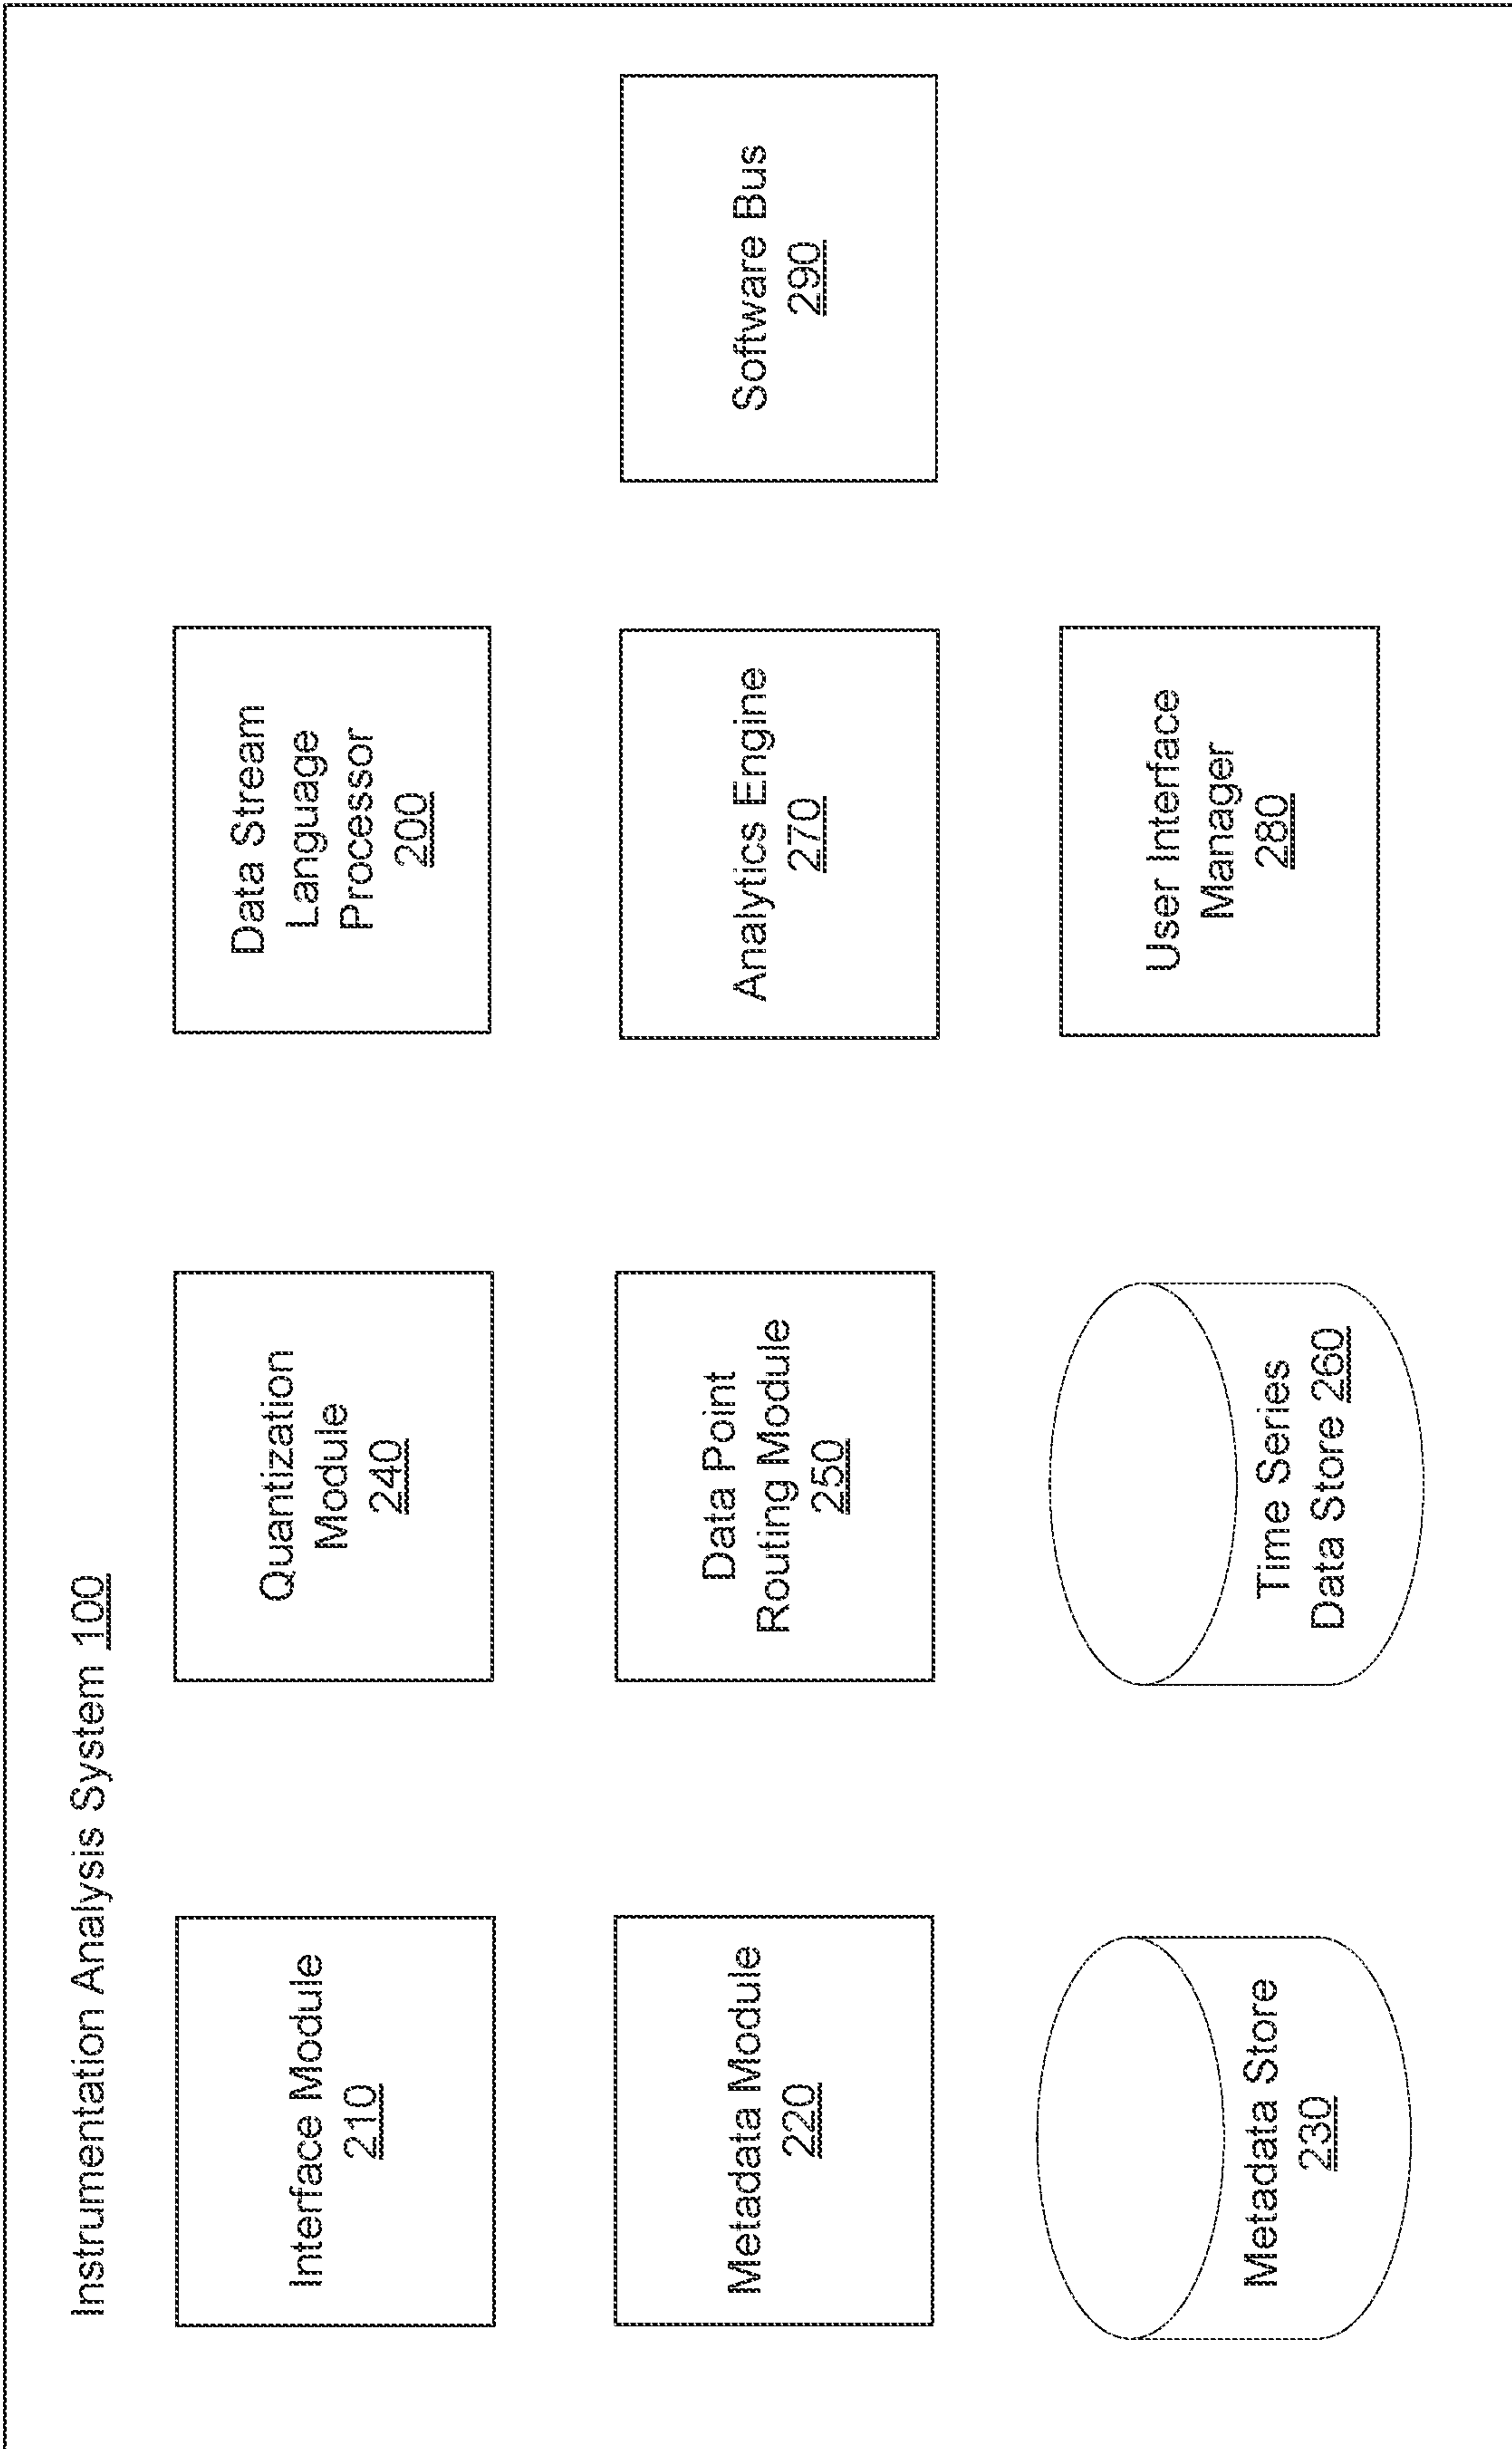 Instrumentation Analysis System 100
Interface Module
210
Quantization
Module
240
Data Stream
Language
Processor
200
Metadata Module
220
Data Point
Routing Module
250
Analytics Engine
270
Software Bus
290
Metadata Store
230
Time Series
Data Store 260
User Interface
Manager
280